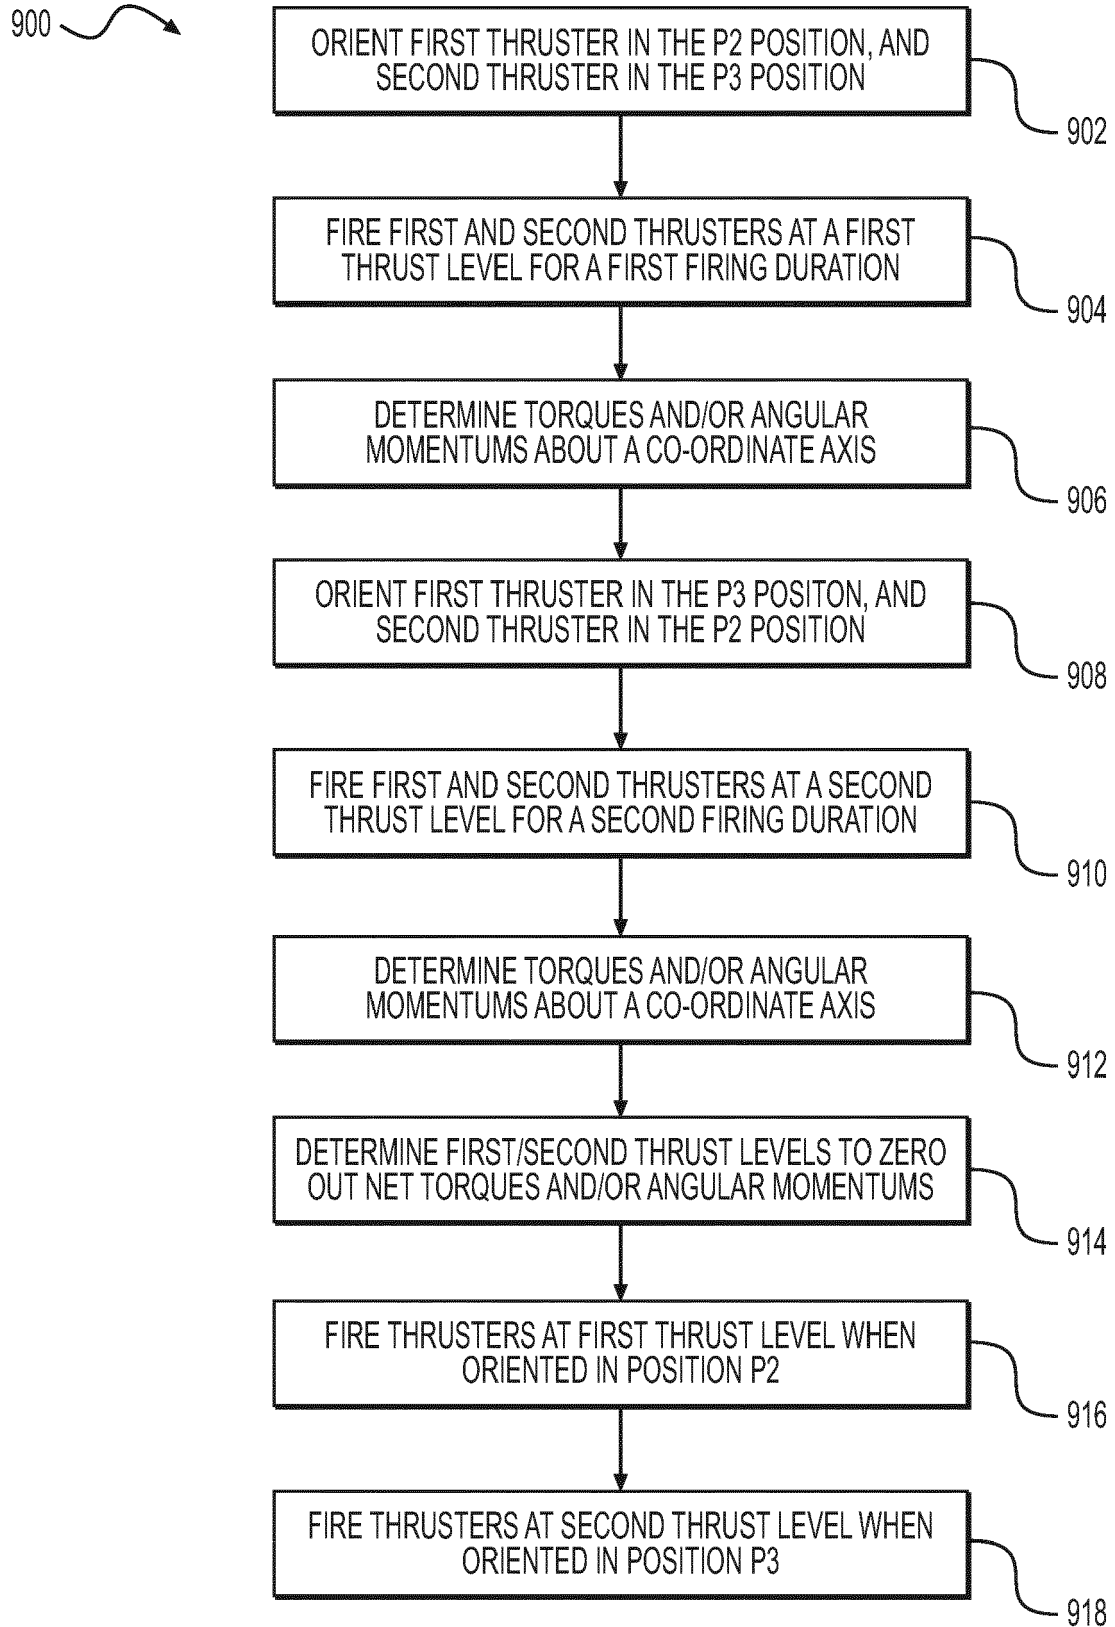 900
ORIENT FIRST THRUSTER IN THE P2 POSITION, AND
SECOND THRUSTER IN THE P3 POSITION
902
FIRE FIRST AND SECOND THRUSTERS AT A FIRST
THRUST LEVEL FOR A FIRST FIRING DURATION
904
DETERMINE TORQUES AND/OR ANGULAR
MOMENTUMS ABOUT A CO-ORDINATE AXIS
906
ORIENT FIRST THRUSTER IN THE P3 POSITON, AND
SECOND THRUSTER IN THE P2 POSITION
908
FIRE FIRST AND SECOND THRUSTERS AT A SECOND
THRUST LEVEL FOR A SECOND FIRING DURATION
910
DETERMINE TORQUES AND/OR ANGULAR
MOMENTUMS ABOUT A CO-ORDINATE AXIS
912
DETERMINE FIRST/SECOND THRUST LEVELS TO ZERO
OUT NET TORQUES AND/OR ANGULAR MOMENTUMS
914
FIRE THRUSTERS AT FIRST THRUST LEVEL WHEN
ORIENTED IN POSITION P2
916
FIRE THRUSTERS AT SECOND THRUST LEVEL WHEN
ORIENTED IN POSITION P3
918